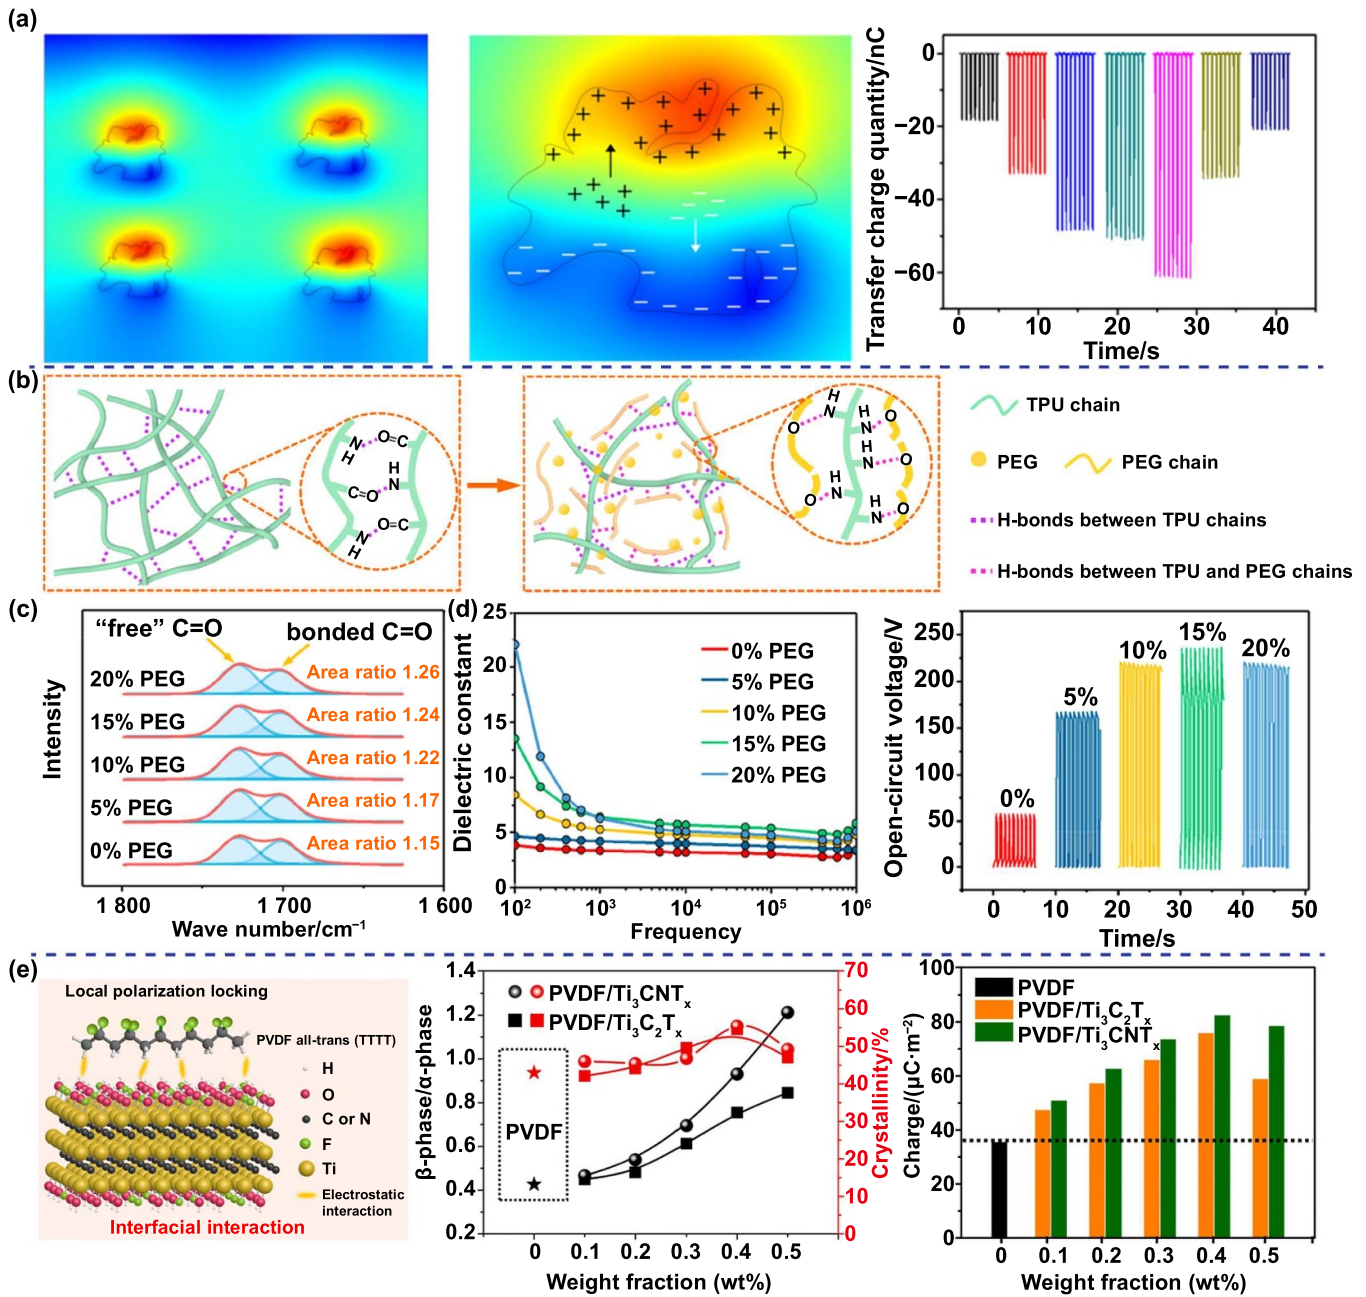 (a)
Transfer charge quantity/nC
0
−20
−40
−60
0 10 20 30 40
Time/s
(b)
N
H
O=C
C=O
H
N
N
H
O=C
H
N
O
H
N
O
H
N
O
H
N
O
H
N
O
TPU chain
PEG
PEG chain
H-bonds between TPU chains
H-bonds between TPU and PEG chains
(c)
"free" C=O
bonded C=O
Intensity
20% PEG
Area ratio 1.26
15% PEG
Area ratio 1.24
10% PEG
Area ratio 1.22
5% PEG
Area ratio 1.17
0% PEG
Area ratio 1.15
1 800 1 700 1 600
Wave number/cm⁻¹
(d)
Dielectric constant
25
20
15
10
5
0
0% PEG
5% PEG
10% PEG
15% PEG
20% PEG
10² 10³ 10⁴ 10⁵ 10⁶
Frequency
Open-circuit voltage/V
250
200
150
100
50
0
0%
5%
10%
15%
20%
0 10 20 30 40 50
Time/s
(e)
Local polarization locking
PVDF all-trans (TTTT)
H
O
C or N
F
Ti
Electrostatic
interaction
Interfacial interaction
β-phase/α-phase
1.4
1.2
1.0
0.8
0.6
0.4
0.2
PVDF/Ti₃CNTₓ
PVDF/Ti₃C₂Tₓ
PVDF
70
60
50
40
30
20
10
0
Crystallinity/%
0 0.1 0.2 0.3 0.4 0.5
Weight fraction (wt%)
Charge/(μC·m⁻²)
100
80
60
40
20
0
PVDF
PVDF/Ti₃C₂Tₓ
PVDF/Ti₃CNTₓ
0 0.1 0.2 0.3 0.4 0.5
Weight fraction (wt%)